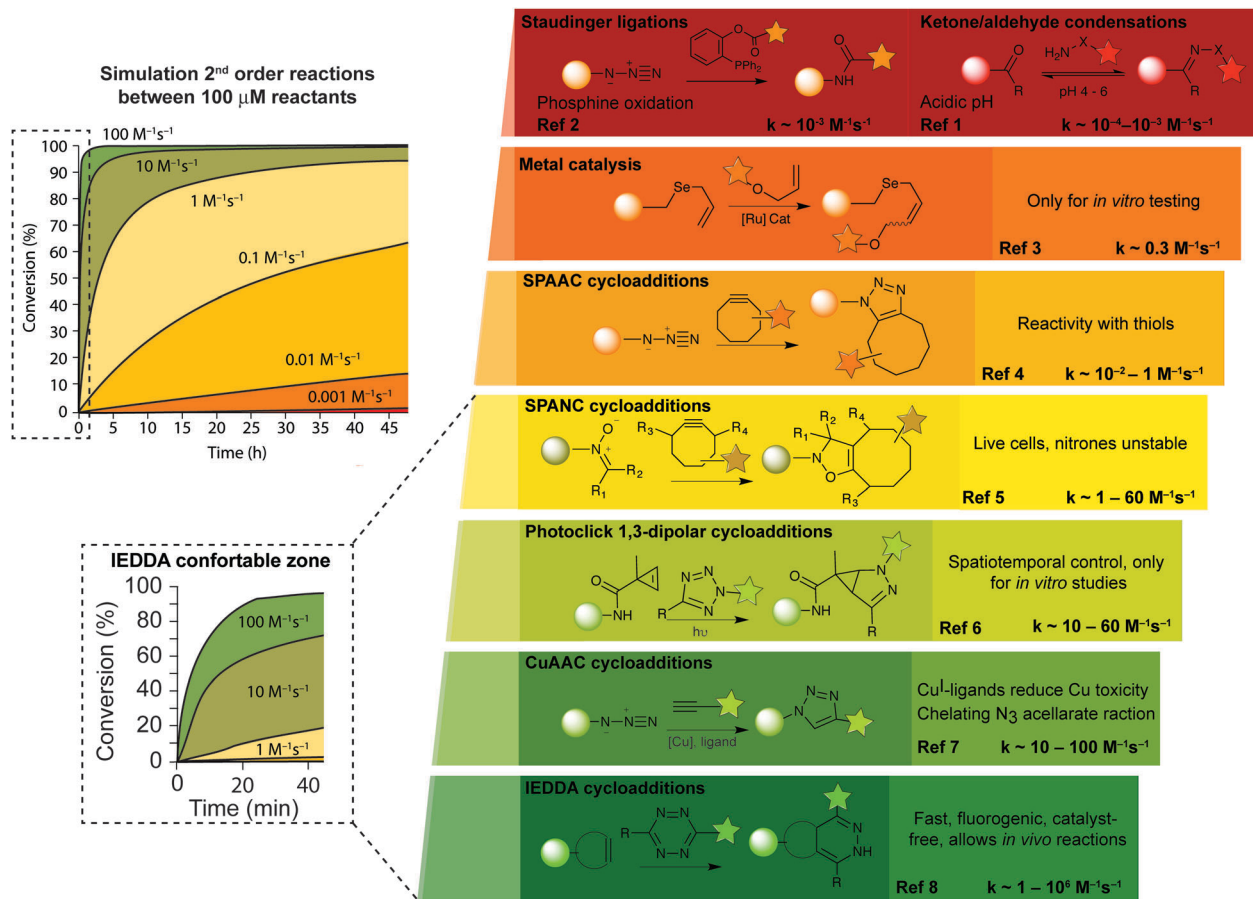 Simulation 2nd order reactions
between 100 μM reactants
100 M⁻¹s⁻¹
10 M⁻¹s⁻¹
1 M⁻¹s⁻¹
0.1 M⁻¹s⁻¹
0.01 M⁻¹s⁻¹
0.001 M⁻¹s⁻¹
Conversion (%)
100
90
80
70
60
50
40
30
20
10
0
0 5 10 15 20 25 30 35 40 45
Time (h)
IEDDA confortable zone
Conversion (%)
100
80
60
40
20
0
100 M⁻¹s⁻¹
10 M⁻¹s⁻¹
1 M⁻¹s⁻¹
0 20 40
Time (min)
Staudinger ligations
N N N
− +
O O
PPh₂
O
NH
Phosphine oxidation
Ref 2 k ~ 10⁻³ M⁻¹s⁻¹
Ketone/aldehyde condensations
O
R
H₂N X
pH 4 - 6
N X
R
Acidic pH
Ref 1 k ~ 10⁻⁴–10⁻³ M⁻¹s⁻¹
Metal catalysis
Se
O
[Ru] Cat
Se
O
Only for in vitro testing
Ref 3 k ~ 0.3 M⁻¹s⁻¹
SPAAC cycloadditions
N N N
− +
N N N
Reactivity with thiols
Ref 4 k ~ 10⁻² – 1 M⁻¹s⁻¹
SPANC cycloadditions
O⁻
N⁺
R₂
R₁
R₃ R₄
R₁ R₂ R₄
N
O
R₃
Live cells, nitrones unstable
Ref 5 k ~ 1 – 60 M⁻¹s⁻¹
Photoclick 1,3-dipolar cycloadditions
O
NH
N N
N N
R
hυ
O
NH
N
N
R
Spatiotemporal control, only
for in vitro studies
Ref 6 k ~ 10 – 60 M⁻¹s⁻¹
CuAAC cycloadditions
N N N
− +
[Cu], ligand
N N N
Cuᴵ-ligands reduce Cu toxicity
Chelating N₃ acellarate raction
Ref 7 k ~ 10 – 100 M⁻¹s⁻¹
IEDDA cycloadditions
R
N N
N N
N
NH
R
Fast, fluorogenic, catalyst-
free, allows in vivo reactions
Ref 8 k ~ 1 – 10⁶ M⁻¹s⁻¹